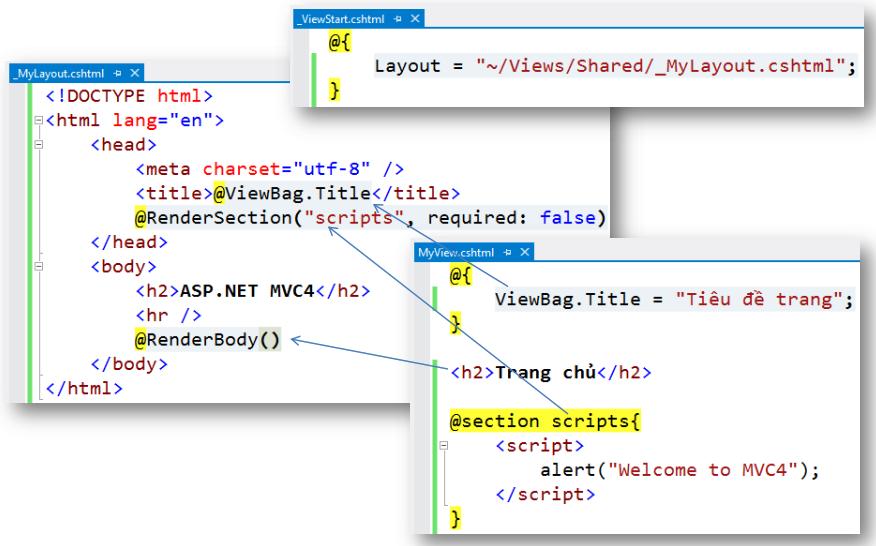 _ViewStart.cshtml
@{
Layout = "~/Views/Shared/_MyLayout.cshtml";
}
_MyLayout.cshtml
<!DOCTYPE html>
<html lang="en">
<head>
<meta charset="utf-8" />
<title>@ViewBag.Title</title>
@RenderSection("scripts", required: false)
</head>
<body>
<h2>ASP.NET MVC4</h2>
<hr />
@RenderBody()
</body>
</html>
MyView.cshtml
@{
ViewBag.Title = "Tiêu đề trang";
}
<h2>Trang chủ</h2>
@section scripts{
<script>
alert("Welcome to MVC4");
</script>
}